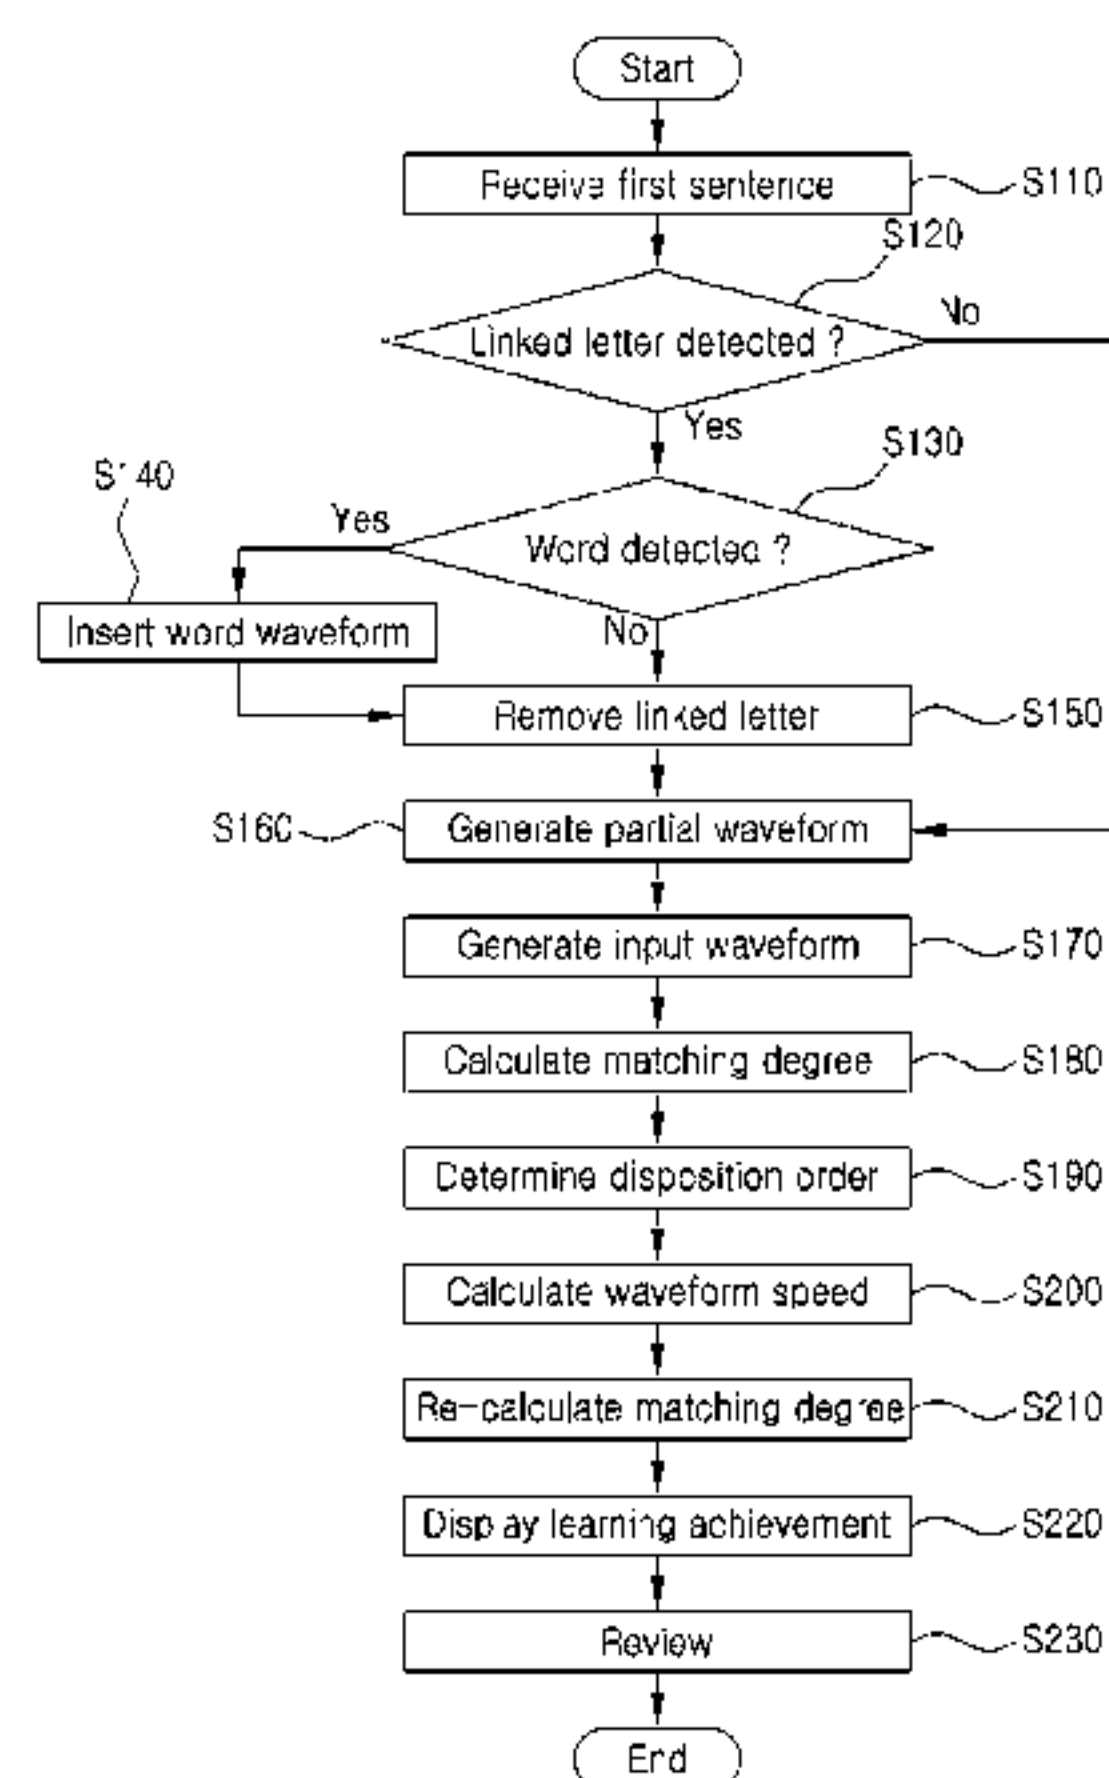 Start
Receive first sentence
S110
S120
Linked letter detected ?
No
Yes
S130
Word detected ?
Yes
No
S140
Insert word waveform
Remove linked letter
S150
S160
Generate partial waveform
Generate input waveform
S170
Calculate matching degree
S180
Determine disposition order
S190
Calculate waveform speed
S200
Re-calculate matching degree
S210
Display learning achievement
S220
Review
S230
End